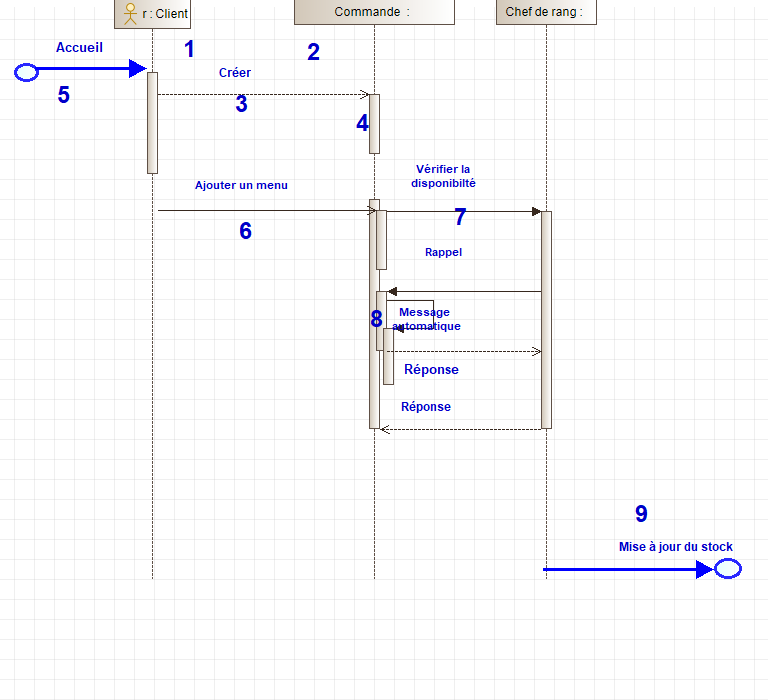 r : Client
Commande :
Chef de rang :
Accueil
1
2
Créer
5
3
4
Vérifier la
disponibilté
Ajouter un menu
7
6
Rappel
8
Message
automatique
Réponse
Réponse
9
Mise à jour du stock